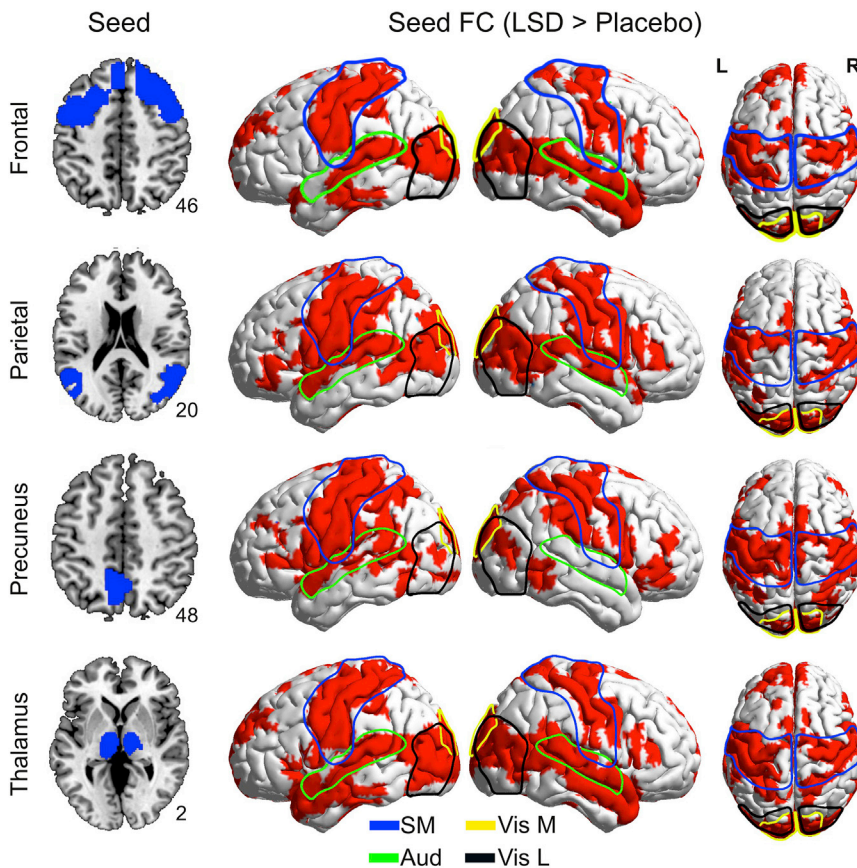 Seed
Seed FC (LSD > Placebo)
L
R
Frontal
46
Parietal
20
Precuneus
48
Thalamus
2
SM
Vis M
Aud
Vis L